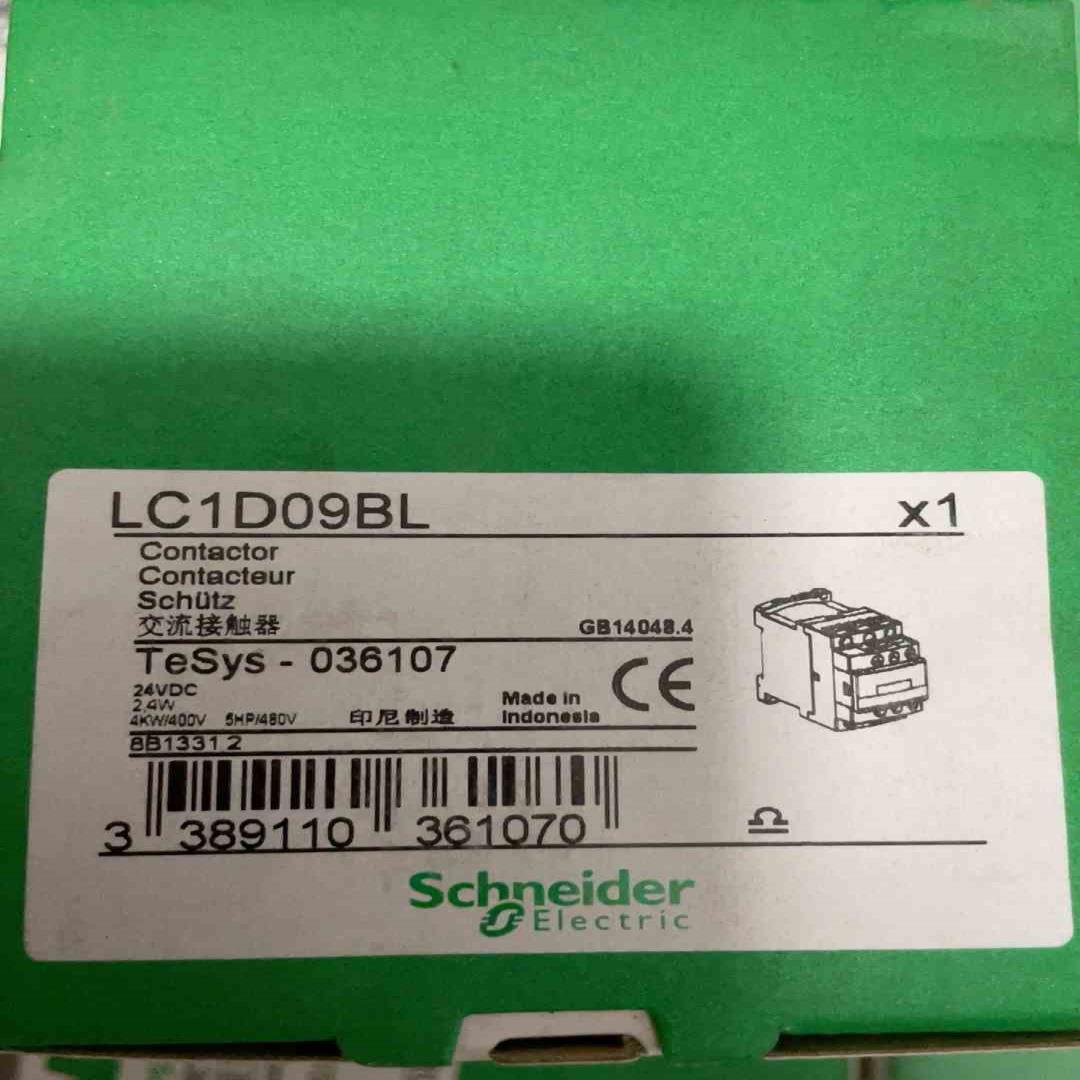 LC1D09BL x1
Contactor
Contacteur
Schütz
交流接触器 GB14048.4
TeSys - 036107
24VDC
2,4W
4KW/400V 5HP/480V 印尼制造 Made in Indonesia CE
8B1331 2
3 389110 361070
Schneider
Electric